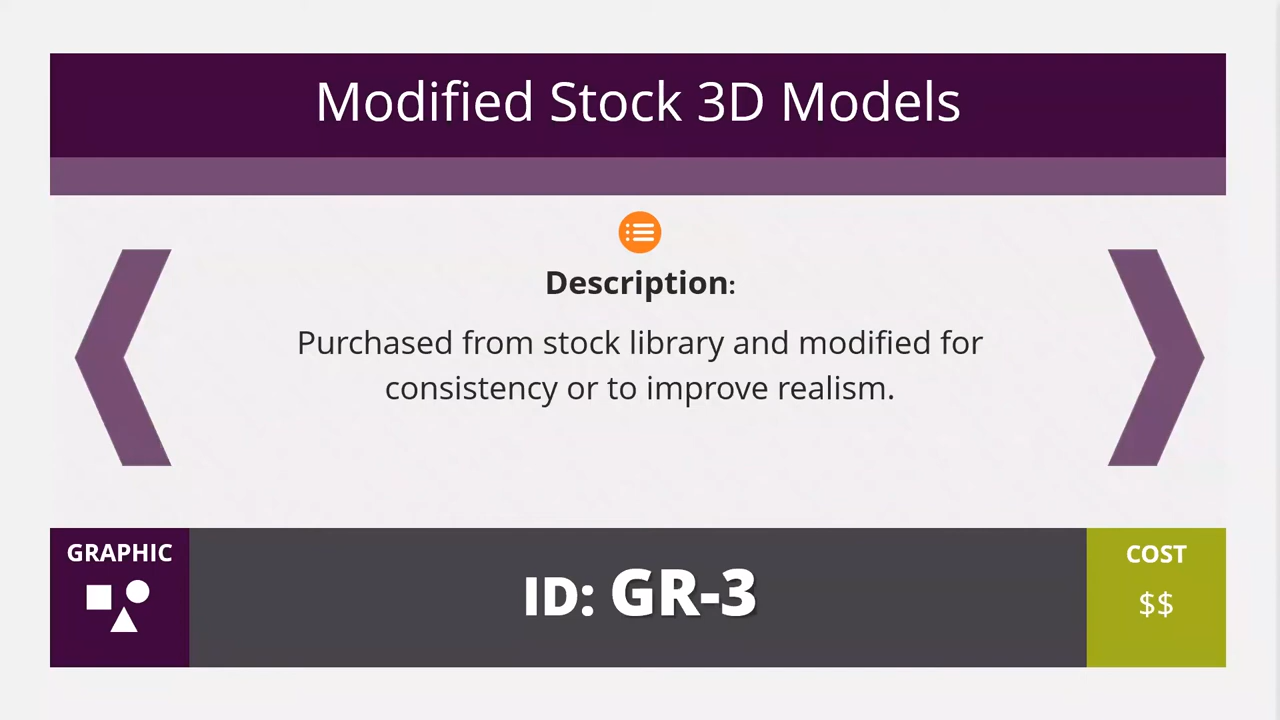 Modified Stock 3D Models
Description:
Purchased from stock library and modified for
consistency or to improve realism.
GRAPHIC
ID: GR-3
COST
$$